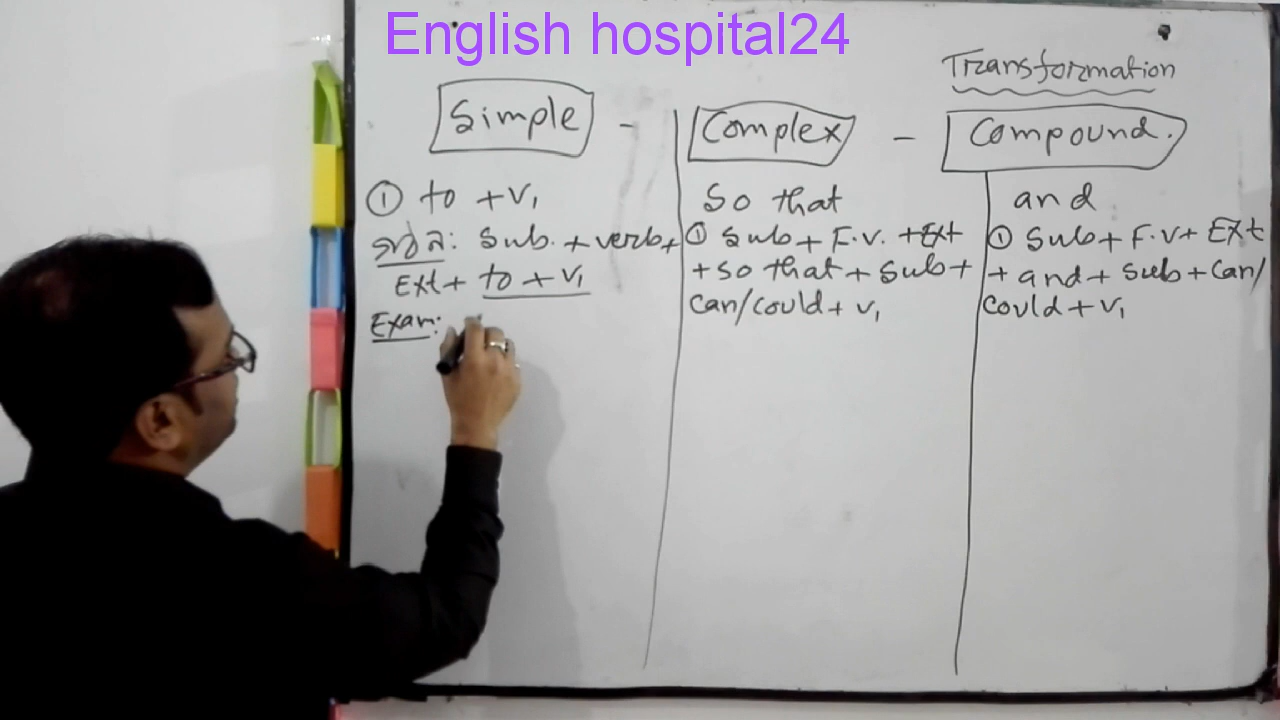 English hospital24
Transformation
Simple - Complex - Compound.
① to + V₁
গঠন: Sub. + verb +
Ext + to + V₁
Exam:
So that
① Sub + F.V. + Ext
+ so that + Sub +
can/could + V₁
and
① Sub + F.V + Ext
+ and + Sub + can/
could + V₁